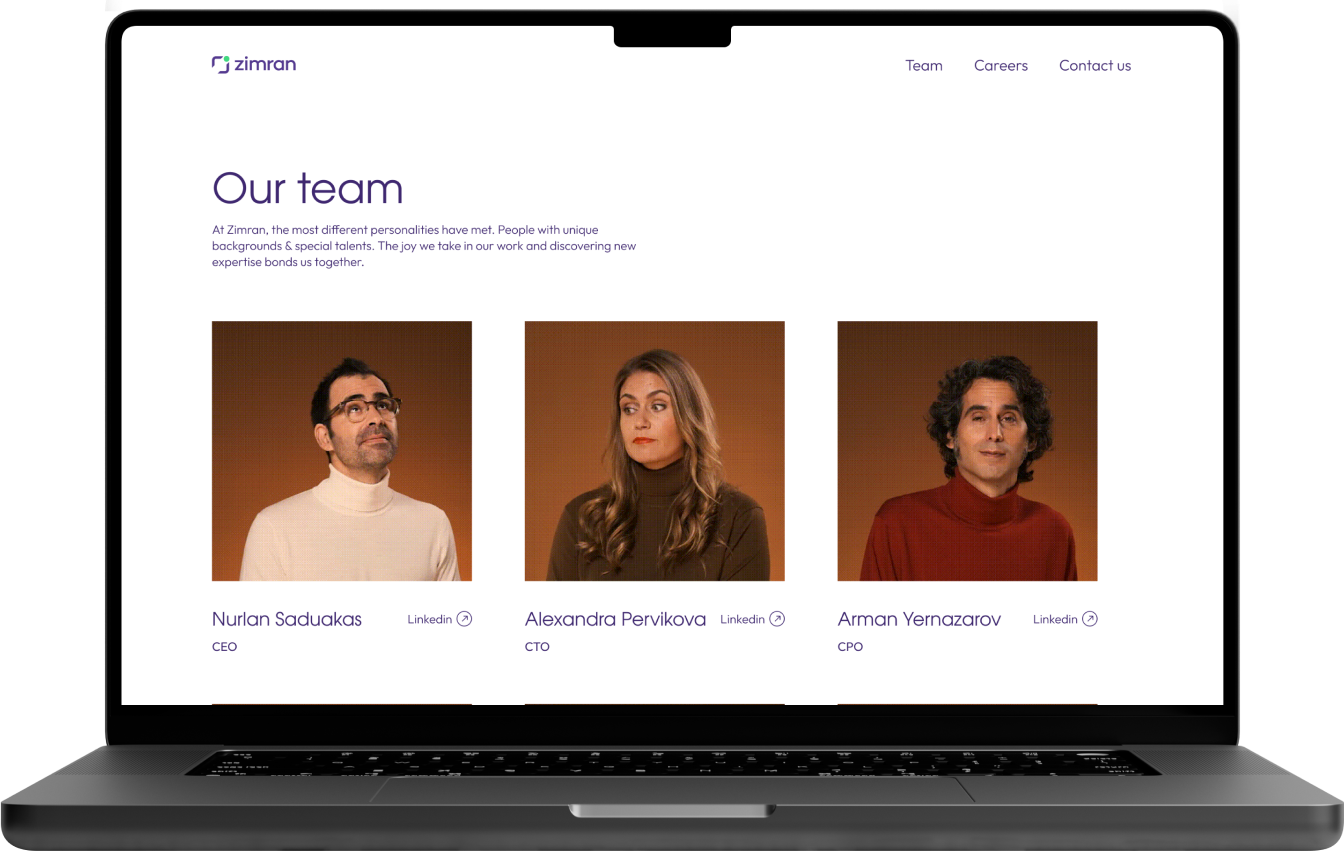 zimran
Team Careers Contact us
Our team
At Zimran, the most different personalities have met. People with unique
backgrounds & special talents. The joy we take in our work and discovering new
expertise bonds us together.
Nurlan Saduakas Linkedin
CEO
Alexandra Pervikova Linkedin
CTO
Arman Yernazarov Linkedin
CPO